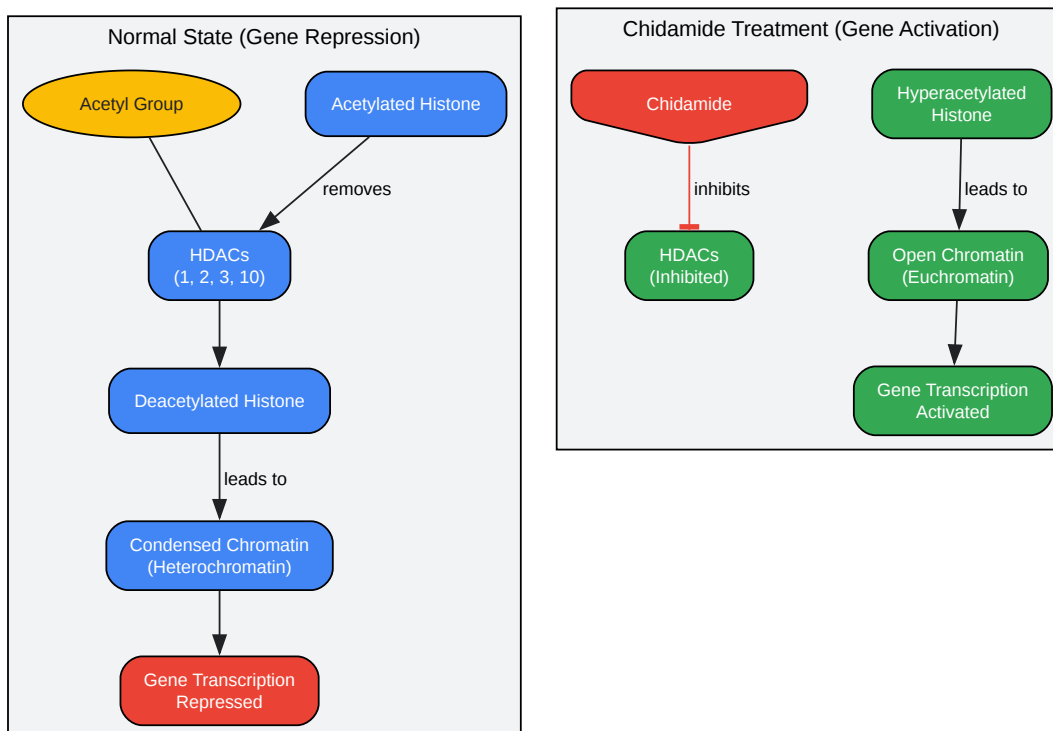 Normal State (Gene Repression)
Acetyl Group
Acetylated Histone
removes
HDACs
(1, 2, 3, 10)
Deacetylated Histone
leads to
Condensed Chromatin
(Heterochromatin)
Gene Transcription
Repressed
Chidamide Treatment (Gene Activation)
Chidamide
inhibits
HDACs
(Inhibited)
Hyperacetylated
Histone
leads to
Open Chromatin
(Euchromatin)
Gene Transcription
Activated